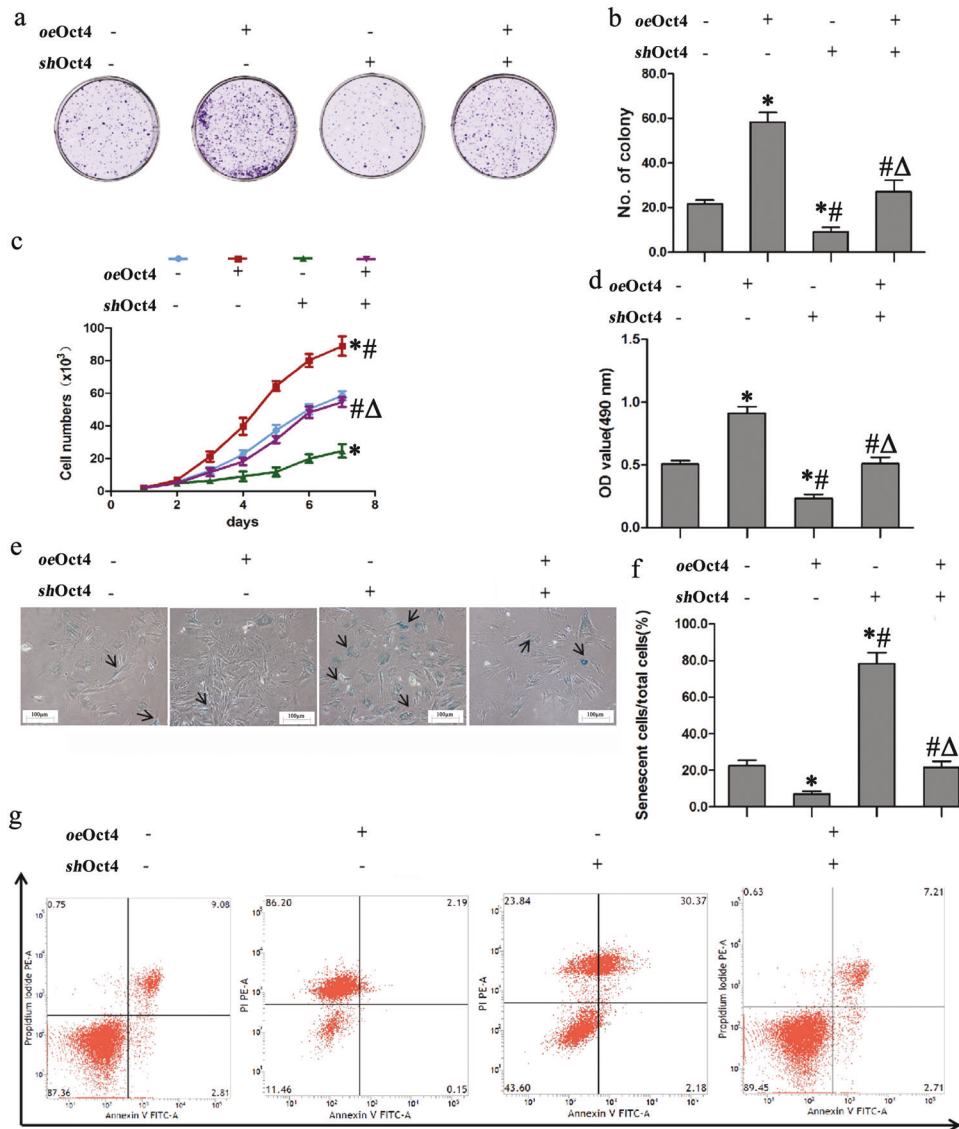 a
oeOct4 - + - +
shOct4 - - + +
b
oeOct4 - + - +
shOct4 - - + +
No. of colony
80.0
60.0
40.0
20.0
0.0
*
*#
#Δ
c
oeOct4 - + - +
shOct4 - - + +
Cell numbers (x10³)
100
80
60
40
20
0
0 2 4 6 8
days
*#
#Δ
*
d
oeOct4 - + - +
shOct4 - - + +
OD value(490 nm)
1.5
1.0
0.5
0.0
*
*#
#Δ
e
oeOct4 - + - +
shOct4 - - + +
100μm 100μm 100μm 100μm
f
oeOct4 - + - +
shOct4 - - + +
Senescent cells/total cells(%)
100.0
80.0
60.0
40.0
20.0
0.0
*
*#
#Δ
g
oeOct4 - + - +
shOct4 - - + +
0.75 9.08
87.36 2.81
Propidium Iodide PE-A
Annexin V FITC-A
86.20 2.19
11.46 0.15
PI PE-A
Annexin V FITC-A
23.84 30.37
43.60 2.18
PI PE-A
Annexin V FITC-A
0.63 7.21
89.45 2.71
Propidium Iodide PE-A
Annexin V FITC-A